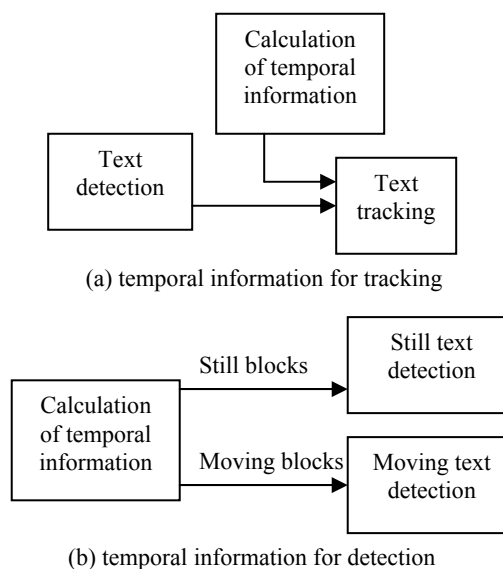 Calculation
of temporal
information
Text
detection
Text
tracking
(a) temporal information for tracking
Still text
detection
Still blocks
Calculation
of temporal
information
Moving blocks
Moving text
detection
(b) temporal information for detection